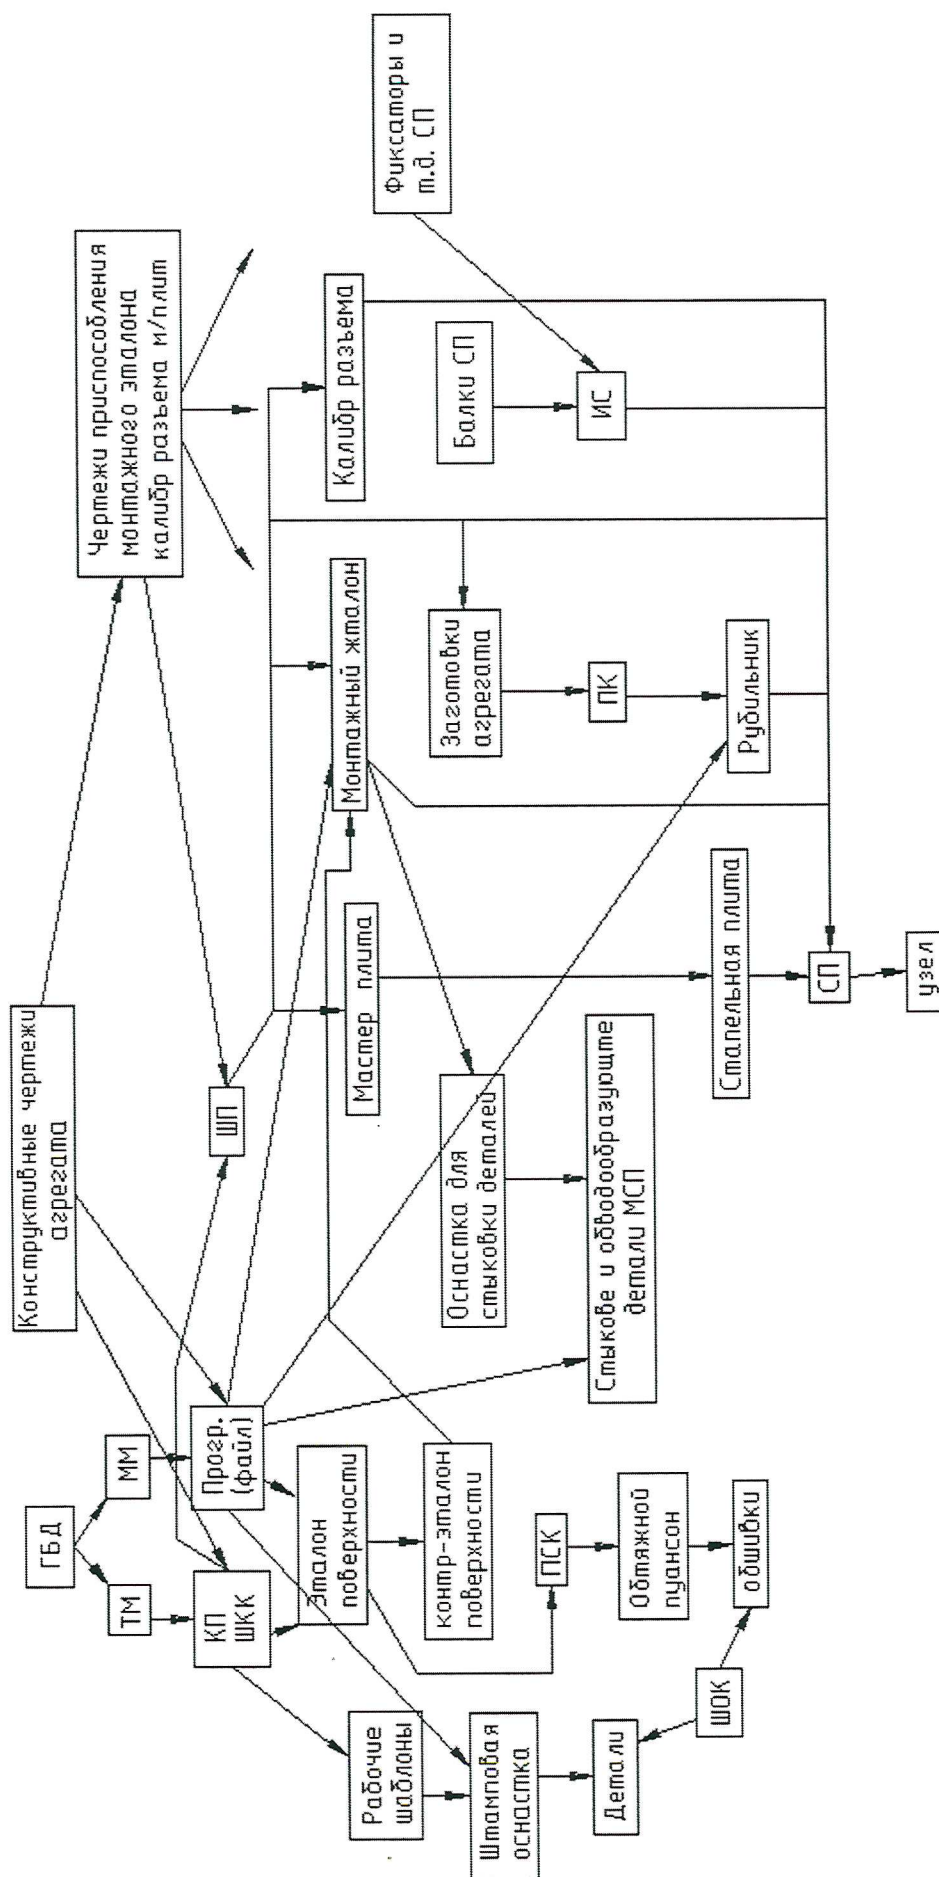 ГБД
ТМ
ММ
КП
ШКК
Прогр.
(файл)
Конструктивные чертежи
агрегата
Чертежи приспособления
монтажного эталона
калибр разъема м/плит
ШП
Эталон
поверхности
Рабочие
шаблоны
Мастер плита
Монтажный жталон
Калибр разъема
Фиксаторы и
т.д. СП
контр-эталон
поверхности
Штамповая
оснастка
Оснастка для
стыковки деталей
Заготовки
агрегата
Балки СП
ПСК
ПК
ИС
Детали
Обтяжной
пуансон
Стыкове и обводообразующте
детали МСП
Стапельная плита
Рубильник
ШОК
обшивки
СП
узел